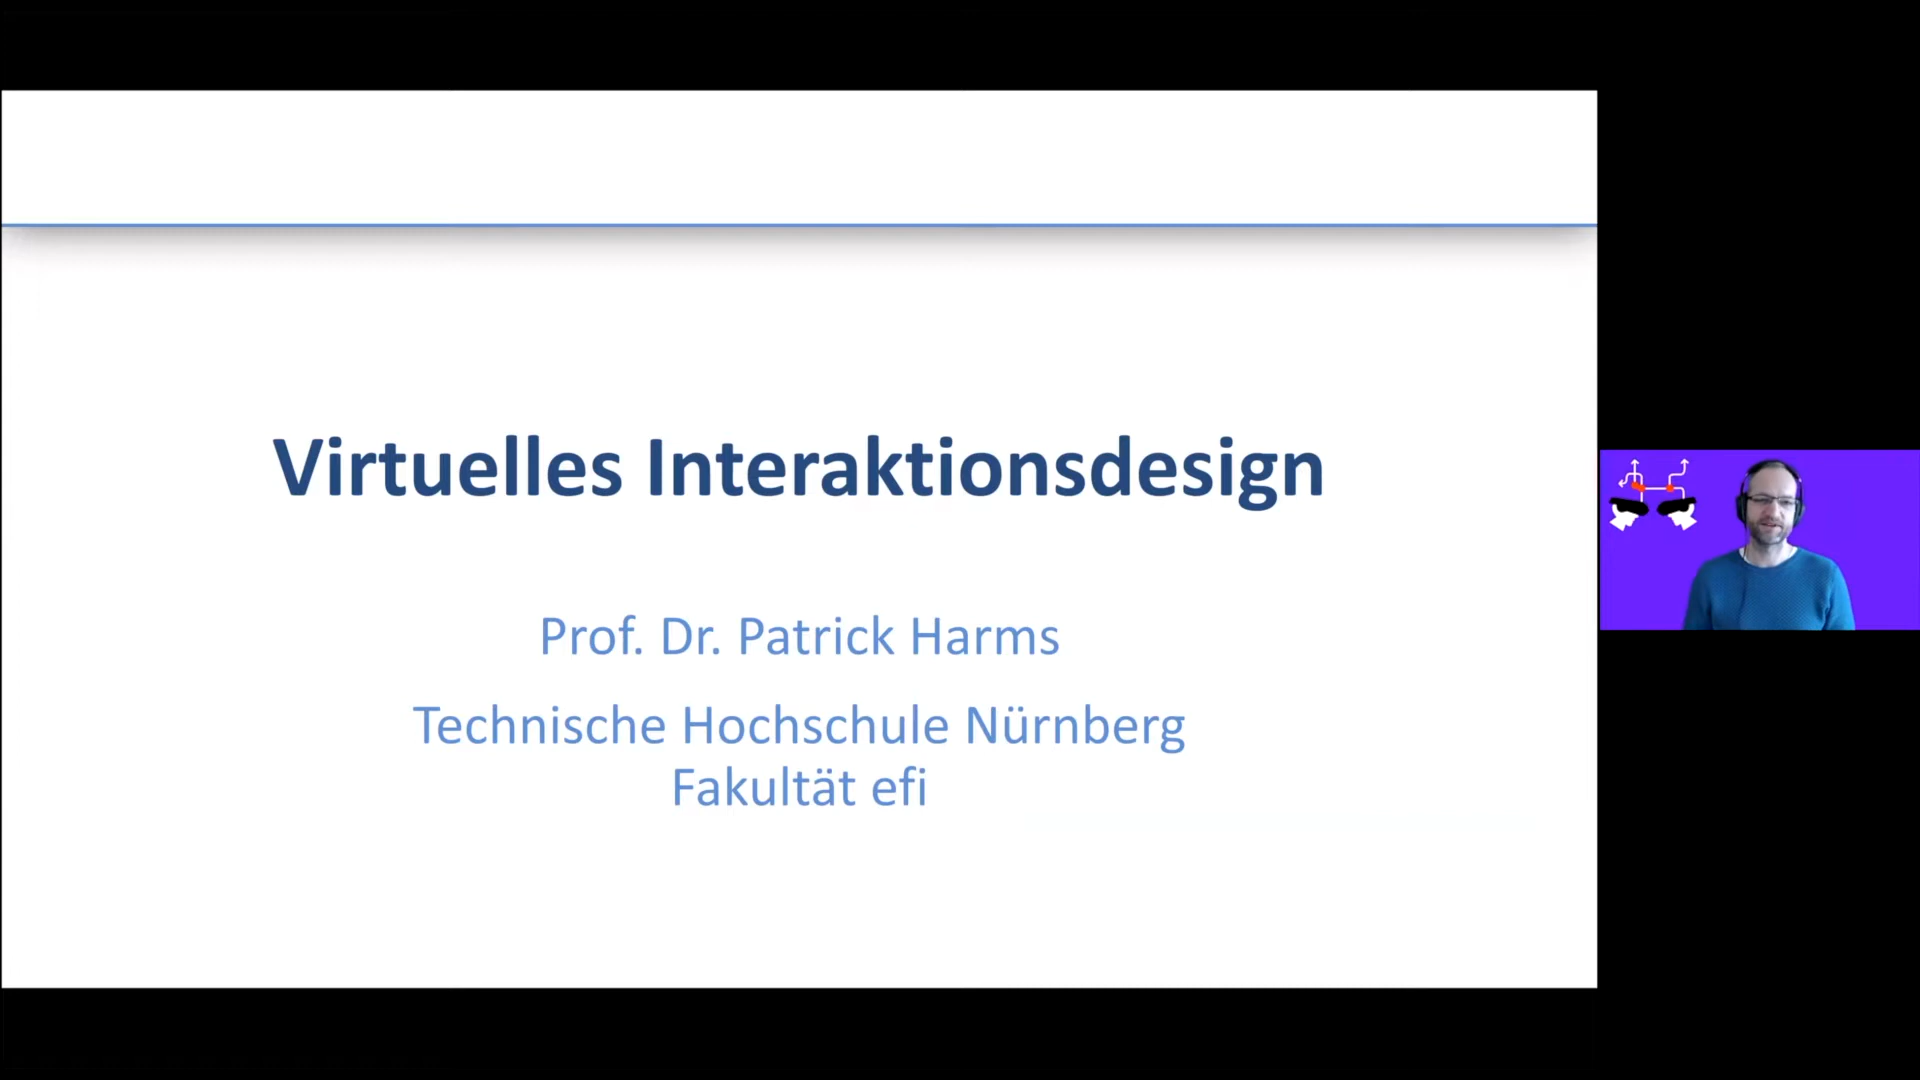 Virtuelles Interaktionsdesign
Prof. Dr. Patrick Harms
Technische Hochschule Nürnberg
Fakultät efi